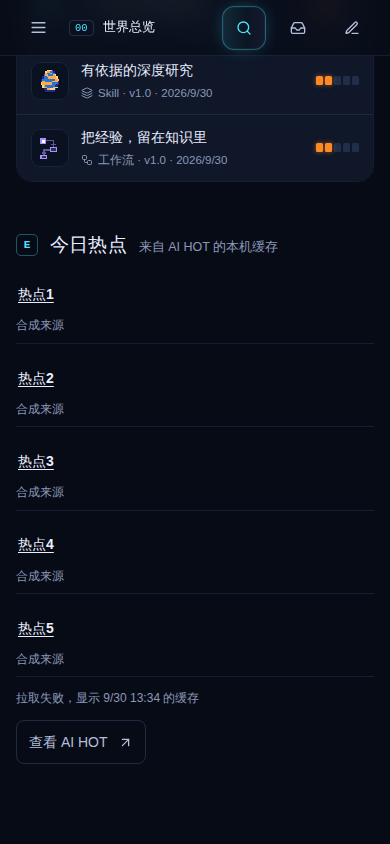 00 世界总览
有依据的深度研究
Skill · v1.0 · 2026/9/30
把经验，留在知识里
工作流 · v1.0 · 2026/9/30
E 今日热点 来自 AI HOT 的本机缓存
热点1
合成来源
热点2
合成来源
热点3
合成来源
热点4
合成来源
热点5
合成来源
拉取失败，显示 9/30 13:34 的缓存
查看 AI HOT